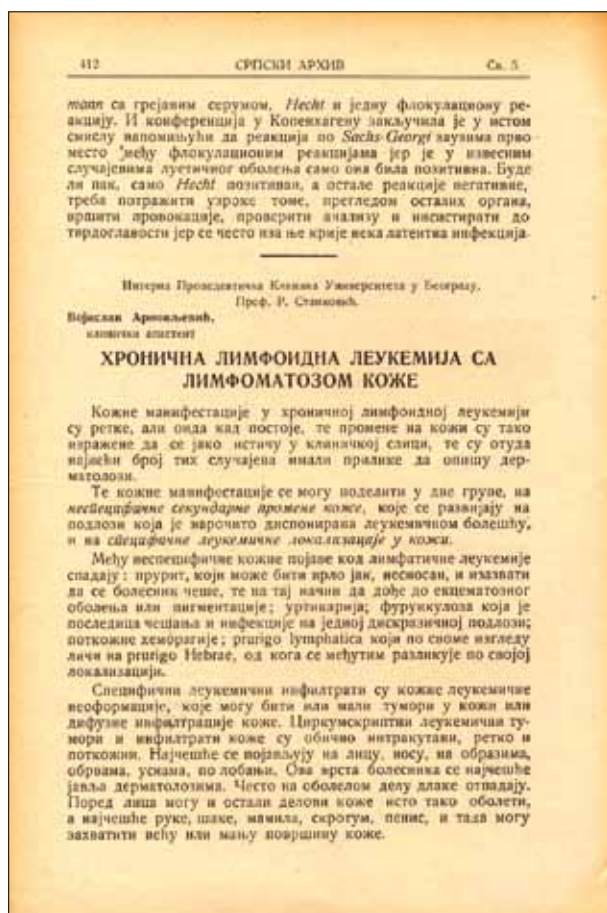 412 СРПСКИ АРХИВ Св. 5
mann са грејаним серумом, Hecht и једну флокулациону ре-
акцију. И конференција у Копенхагену закључила је у истом
смислу напомињући да реакција по Sachs-Georgi заузима прво
место међу флокулационим реакцијама јер је у извесним
случајевима луетичног обољења само она била позитивна. Буде
ли пак, само Hecht позитиван, а остале реакције негативне,
треба потражити узроке томе, прегледом осталих органа,
вршити провокације, проверити анализу и инсистирати до
тврдоглавости јер се често иза ње крије нека латентна инфекција.
Интерна Пропедевтичка Клиника Универзитета у Београду.
Проф. Р. Станковић.
Војислав Арновљевић,
клинички асистент
ХРОНИЧНА ЛИМФОИДНА ЛЕУКЕМИЈА СА
ЛИМФОМАТОЗОМ КОЖЕ
Кожне манифестације у хроничној лимфоидној леукемији
су ретке, али онда кад постоје, те промене на кожи су тако
изражене да се јако истичу у клиничкој слици, те су отуда
највећи број тих случајева имали прилике да опишу дер-
матолози.
Те кожне манифестације се могу поделити у две групе, на
неспецифичне секундарне промене коже, које се развијају на
подлози која је нарочито диспонирана леукемичном болешћу,
и на специфичне леукемичне локализације у кожи.
Међу неспецифичне кожне појаве код лимфатичне леукемије
спадају: прурит, који може бити врло јак, несносан, и изазвати
да се болесник чеше, те на тај начин да дође до екцематозног
обољења или пигментације; уртикарија; фурункулоза која је
последица чешања и инфекције на једној дискразичној подлози;
поткожне хеморагије; prurigo lymphatica који по своме изгледу
личи на prurigo Hebrae, од кога се међутим разликује по својој
локализацији.
Специфични леукемични инфилтрати су кожне леукемичне
неоформације, које могу бити или мали тумори у кожи или
дифузне инфилтрације коже. Циркумскриптни леукемични ту-
мори и инфилтрати коже су обично интракутани, ретко и
поткожни. Најчешће се појављују на лицу, носу, на образима,
обрвама, уснама, по лобањи. Ова врста болесника се најчешће
јавља дерматолозима. Често на оболелом делу длаке отпадају.
Поред лица могу и остали делови коже исто тако оболети,
а најчешће руке, шаке, мамила, скротум, пенис, и тада могу
захватити већу или мању површину коже.